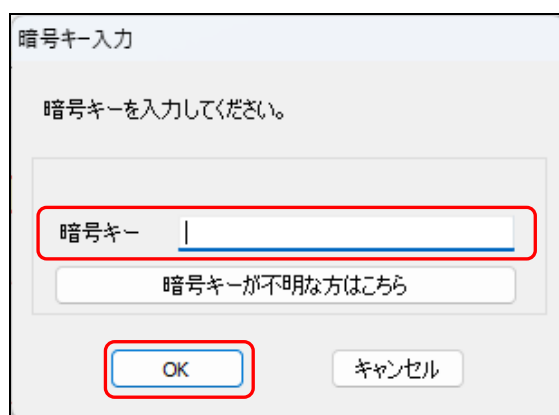 暗号キー入力
暗号キーを入力してください。
暗号キー
暗号キーが不明な方はこちら
OK キャンセル